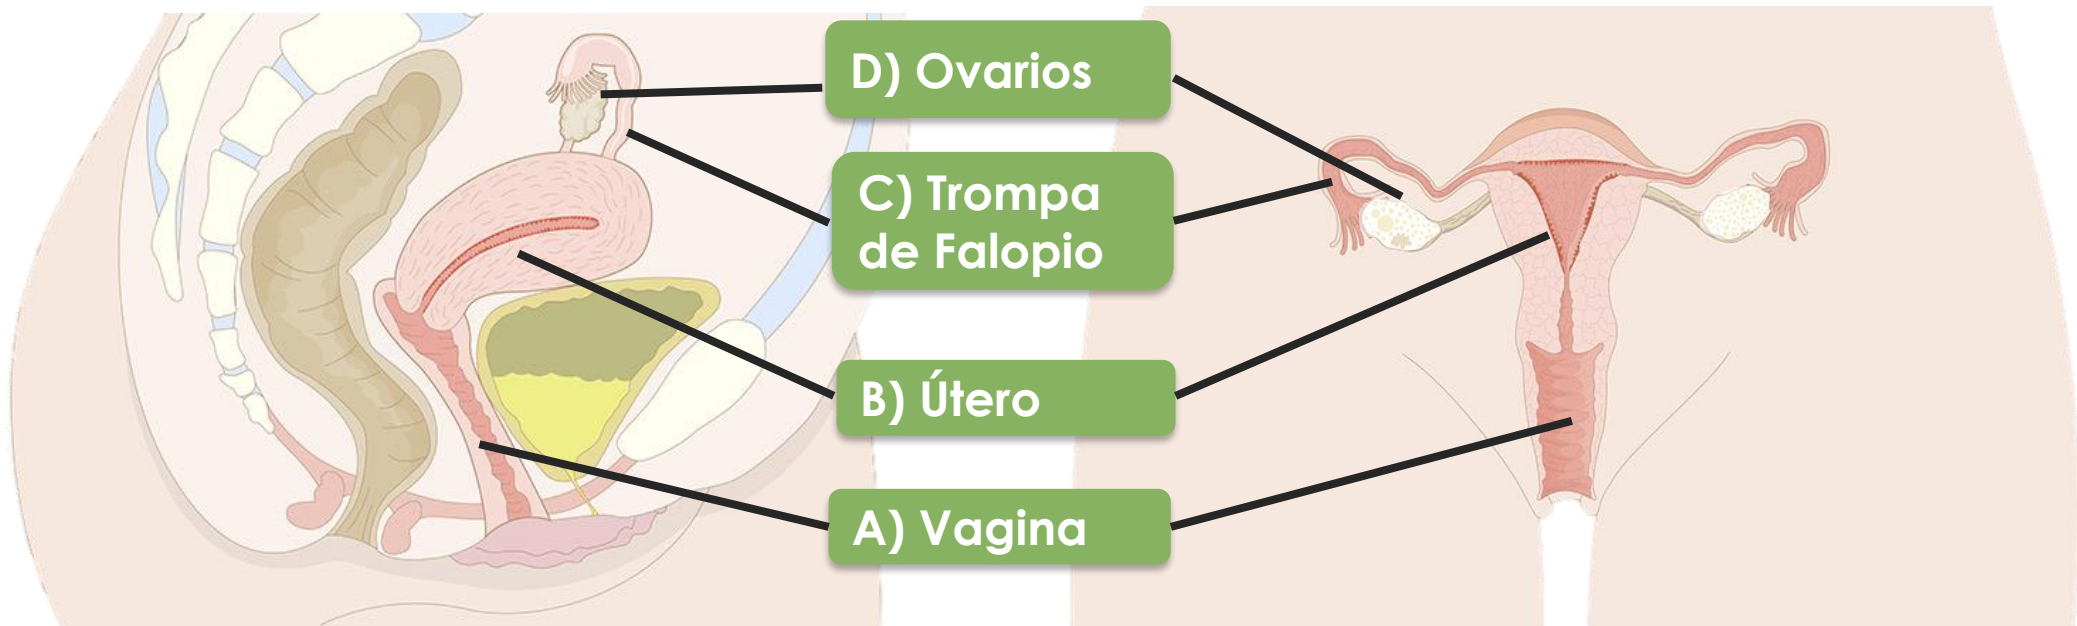 D) Ovarios
C) Trompa
de Falopio
B) Útero
A) Vagina